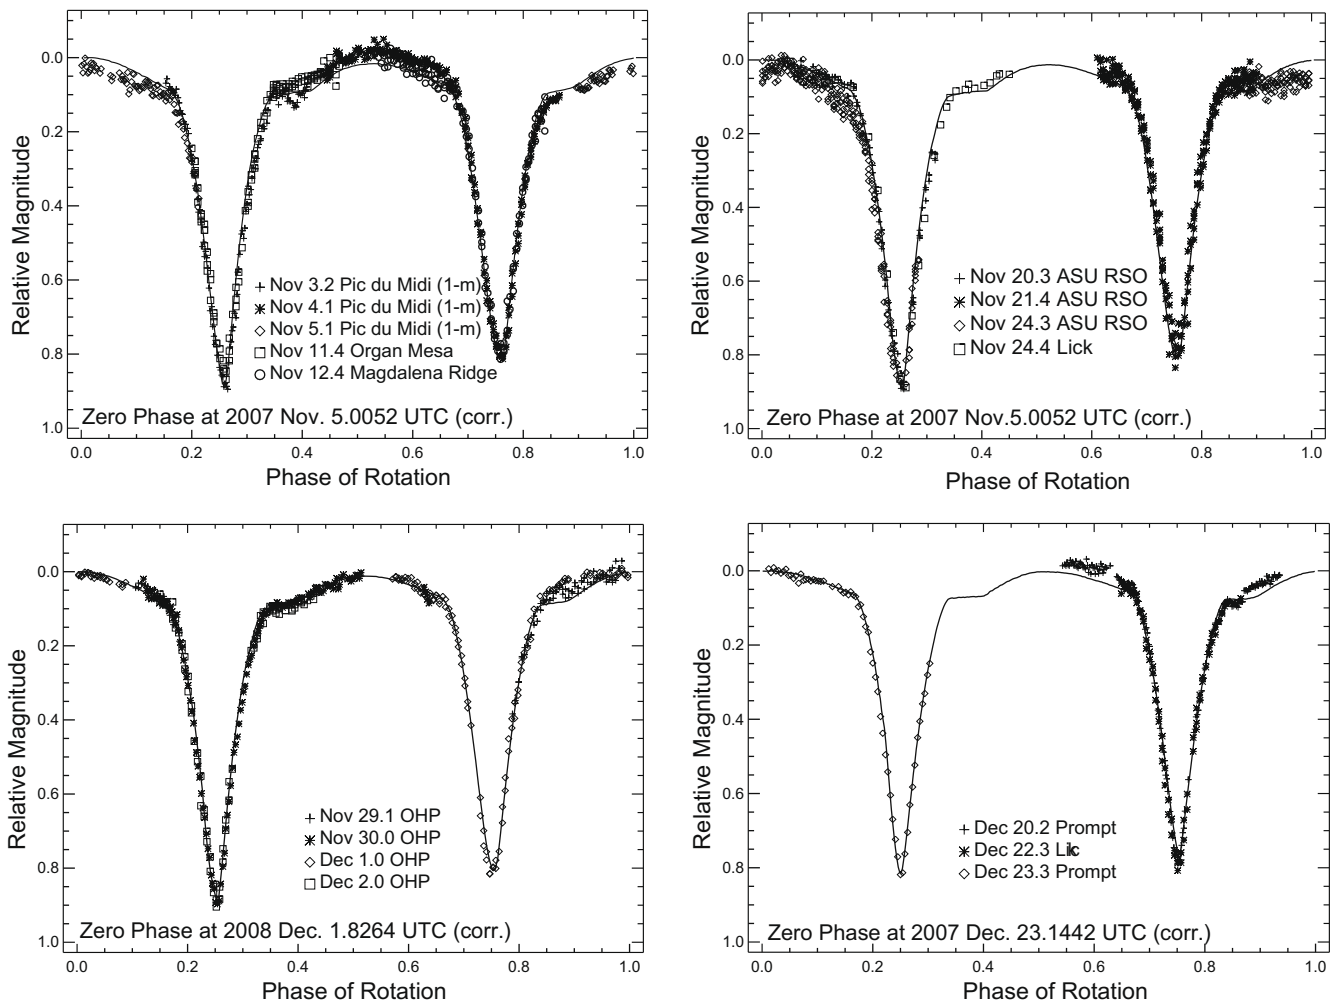 0.0
0.2
0.4
0.6
0.8
1.0
Relative Magnitude
Nov 3.2 Pic du Midi (1-m)
Nov 4.1 Pic du Midi (1-m)
Nov 5.1 Pic du Midi (1-m)
Nov 11.4 Organ Mesa
Nov 12.4 Magdalena Ridge
Zero Phase at 2007 Nov. 5.0052 UTC (corr.)
0.0 0.2 0.4 0.6 0.8 1.0
Phase of Rotation
0.0
0.2
0.4
0.6
0.8
1.0
Relative Magnitude
Nov 20.3 ASU RSO
Nov 21.4 ASU RSO
Nov 24.3 ASU RSO
Nov 24.4 Lick
Zero Phase at 2007 Nov.5.0052 UTC (corr.)
0.0 0.2 0.4 0.6 0.8 1.0
Phase of Rotation
0.0
0.2
0.4
0.6
0.8
1.0
Relative Magnitude
Nov 29.1 OHP
Nov 30.0 OHP
Dec 1.0 OHP
Dec 2.0 OHP
Zero Phase at 2008 Dec. 1.8264 UTC (corr.)
0.0 0.2 0.4 0.6 0.8 1.0
Phase of Rotation
0.0
0.2
0.4
0.6
0.8
1.0
Relative Magnitude
Dec 20.2 Prompt
Dec 22.3 Lick
Dec 23.3 Prompt
Zero Phase at 2007 Dec. 23.1442 UTC (corr.)
0.0 0.2 0.4 0.6 0.8 1.0
Phase of Rotation